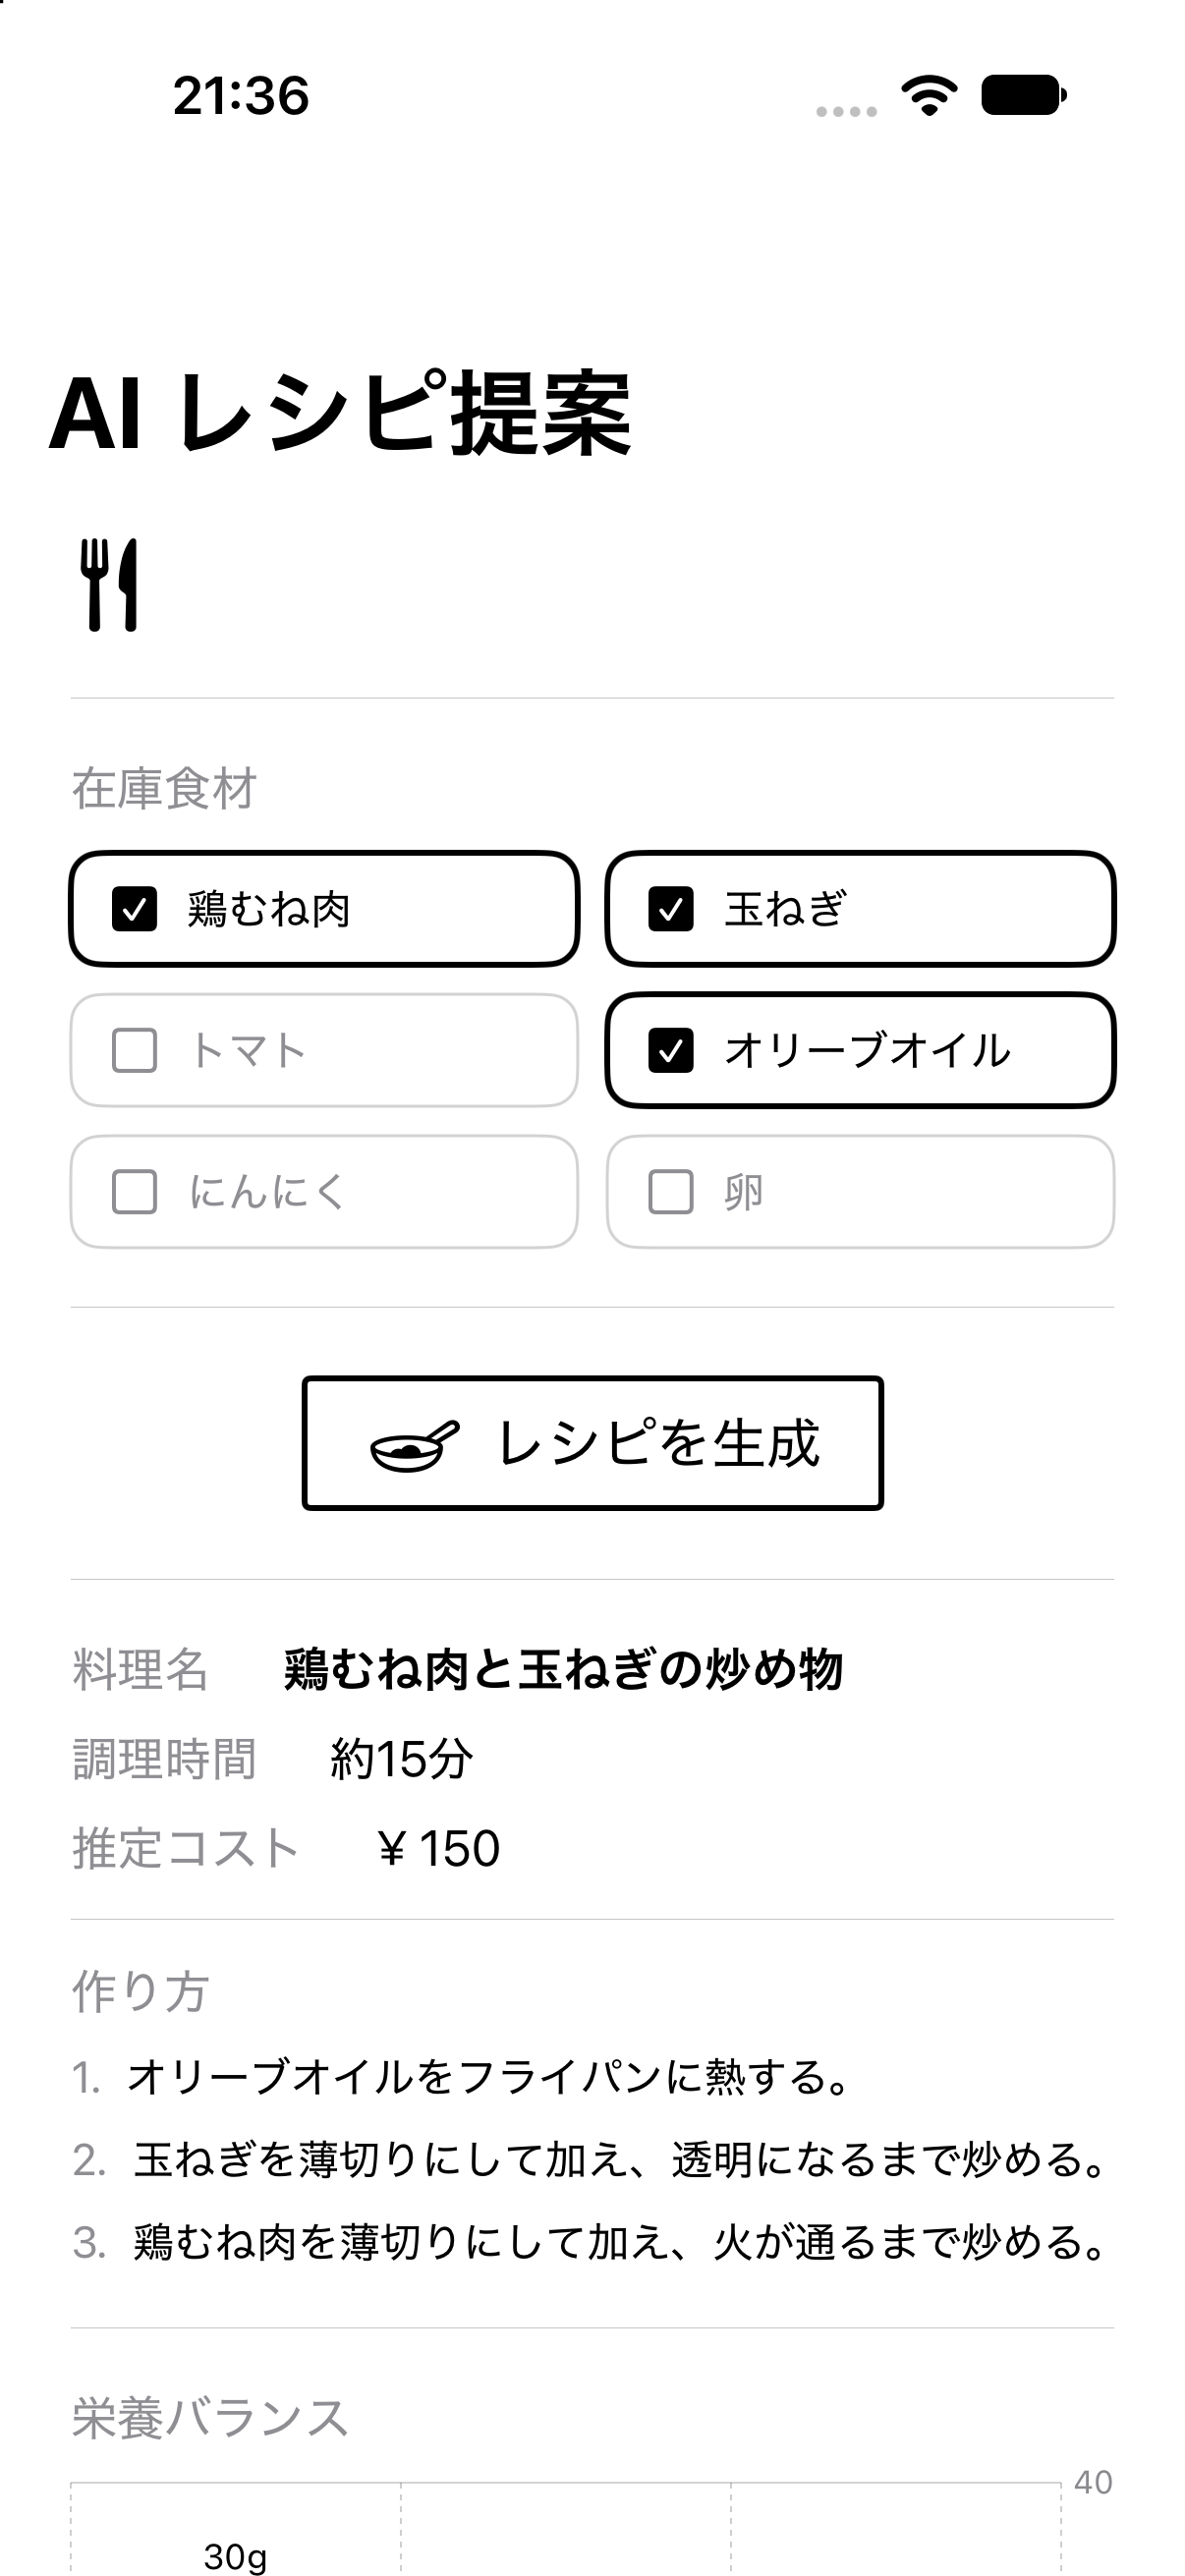 21:36
AI レシピ提案
在庫食材
鶏むね肉
玉ねぎ
トマト
オリーブオイル
にんにく
卵
レシピを生成
料理名 鶏むね肉と玉ねぎの炒め物
調理時間 約15分
推定コスト ¥ 150
作り方
1. オリーブオイルをフライパンに熱する。
2. 玉ねぎを薄切りにして加え、透明になるまで炒める。
3. 鶏むね肉を薄切りにして加え、火が通るまで炒める。
栄養バランス
40
30g